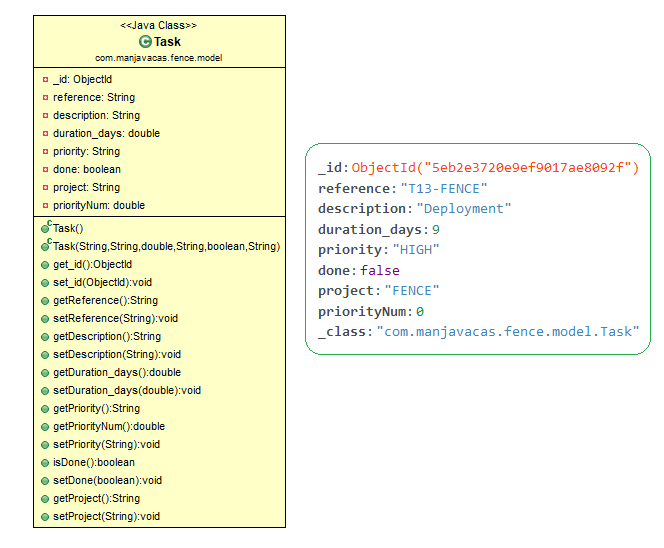 <<Java Class>>
Task
com.manjavacas.fence.model
_id: ObjectId
reference: String
description: String
duration_days: double
priority: String
done: boolean
project: String
priorityNum: double
Task()
Task(String,String,double,String,boolean,String)
get_id():ObjectId
set_id(ObjectId):void
getReference():String
setReference(String):void
getDescription():String
setDescription(String):void
getDuration_days():double
setDuration_days(double):void
getPriority():String
getPriorityNum():double
setPriority(String):void
isDone():boolean
setDone(boolean):void
getProject():String
setProject(String):void
_id:ObjectId("5eb2e3720e9ef9017ae8092f")
reference:"T13-FENCE"
description:"Deployment"
duration_days:9
priority:"HIGH"
done:false
project:"FENCE"
priorityNum:0
_class:"com.manjavacas.fence.model.Task"